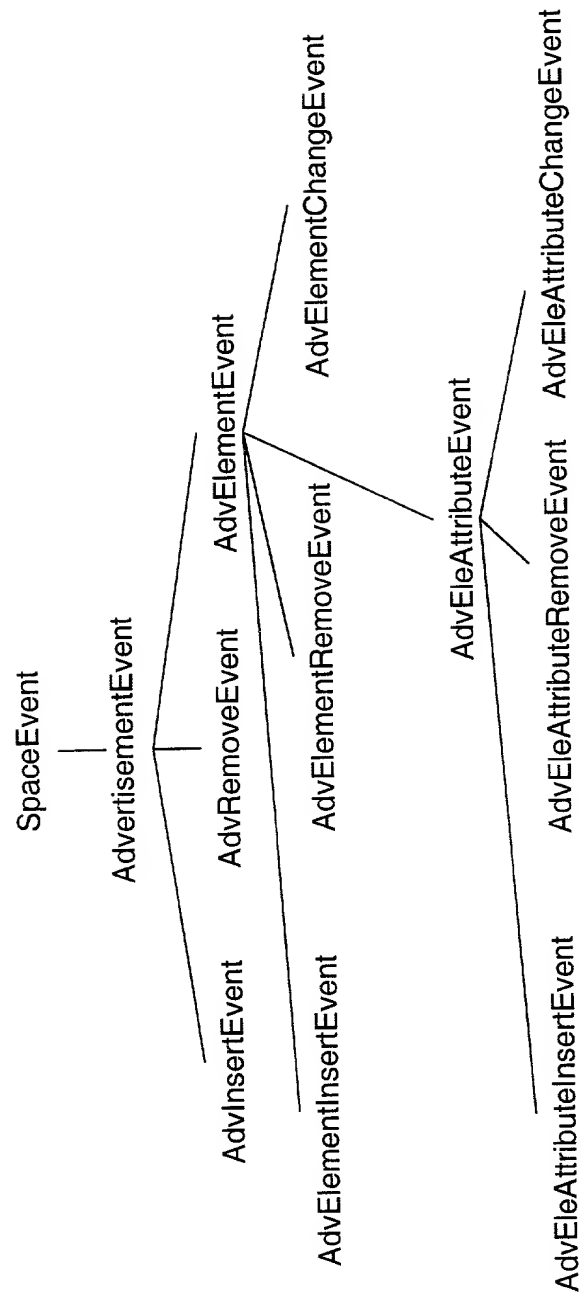 SpaceEvent
AdvertisementEvent
AdvInsertEvent
AdvRemoveEvent
AdvElementEvent
AdvElementInsertEvent
AdvElementRemoveEvent
AdvElementChangeEvent
AdvEleAttributeEvent
AdvEleAttributeInsertEvent
AdvEleAttributeRemoveEvent
AdvEleAttributeChangeEvent